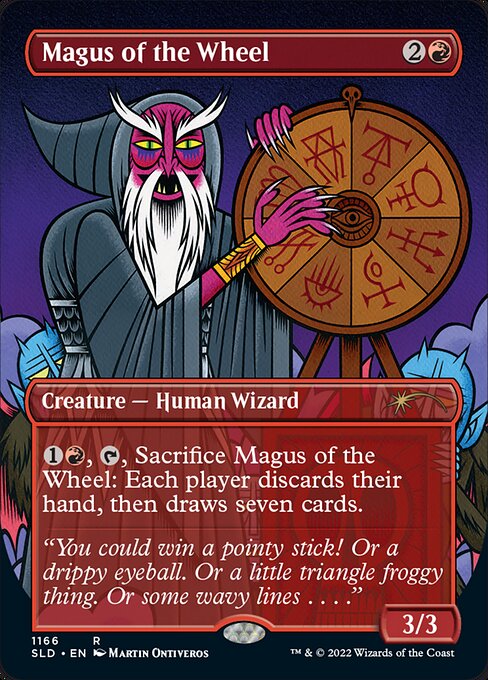 Magus of the Wheel 2
Creature — Human Wizard
1, , Sacrifice Magus of the
Wheel: Each player discards their
hand, then draws seven cards.
“You could win a pointy stick! Or a
drippy eyeball. Or a little triangle froggy
thing. Or some wavy lines . . . .”
3/3
1166 R
SLD • EN Martin Ontiveros
™ & © 2022 Wizards of the Coast